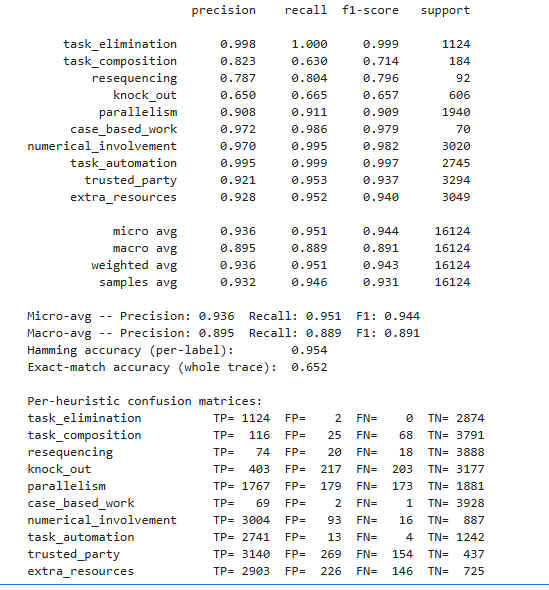 precision recall f1-score support
task_elimination 0.998 1.000 0.999 1124
task_composition 0.823 0.630 0.714 184
resequencing 0.787 0.804 0.796 92
knock_out 0.650 0.665 0.657 606
parallelism 0.908 0.911 0.909 1940
case_based_work 0.972 0.986 0.979 70
numerical_involvement 0.970 0.995 0.982 3020
task_automation 0.995 0.999 0.997 2745
trusted_party 0.921 0.953 0.937 3294
extra_resources 0.928 0.952 0.940 3049
micro avg 0.936 0.951 0.944 16124
macro avg 0.895 0.889 0.891 16124
weighted avg 0.936 0.951 0.943 16124
samples avg 0.932 0.946 0.931 16124
Micro-avg -- Precision: 0.936 Recall: 0.951 F1: 0.944
Macro-avg -- Precision: 0.895 Recall: 0.889 F1: 0.891
Hamming accuracy (per-label): 0.954
Exact-match accuracy (whole trace): 0.652
Per-heuristic confusion matrices:
task_elimination TP= 1124 FP= 2 FN= 0 TN= 2874
task_composition TP= 116 FP= 25 FN= 68 TN= 3791
resequencing TP= 74 FP= 20 FN= 18 TN= 3888
knock_out TP= 403 FP= 217 FN= 203 TN= 3177
parallelism TP= 1767 FP= 179 FN= 173 TN= 1881
case_based_work TP= 69 FP= 2 FN= 1 TN= 3928
numerical_involvement TP= 3004 FP= 93 FN= 16 TN= 887
task_automation TP= 2741 FP= 13 FN= 4 TN= 1242
trusted_party TP= 3140 FP= 269 FN= 154 TN= 437
extra_resources TP= 2903 FP= 226 FN= 146 TN= 725